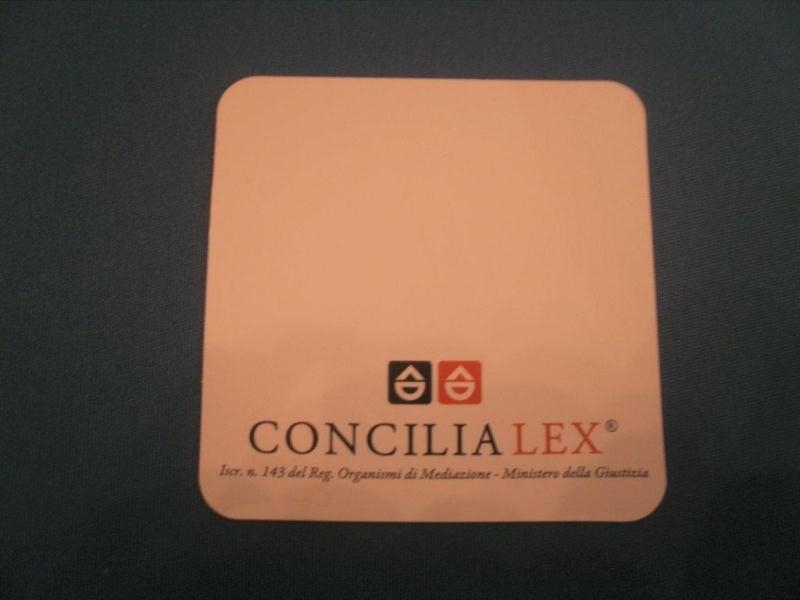 CONCILIA LEX®
Iscr. n. 143 del Reg. Organismi di Mediazione - Ministero della Giustizia